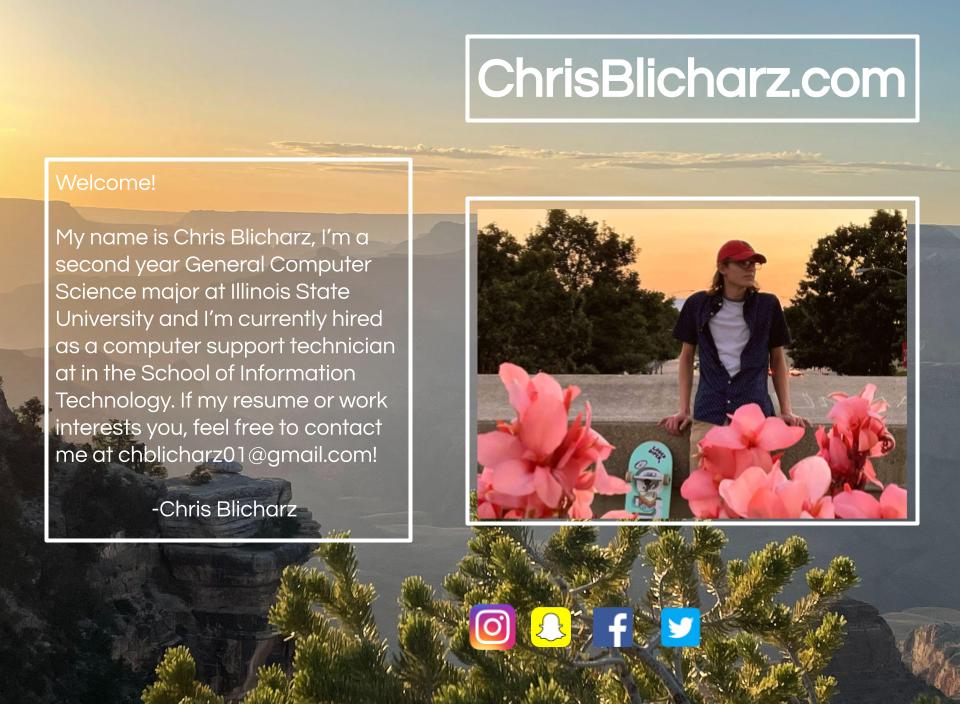 ChrisBlicharz.com
Welcome!
My name is Chris Blicharz, I'm a
second year General Computer
Science major at Illinois State
University and I'm currently hired
as a computer support technician
at in the School of Information
Technology. If my resume or work
interests you, feel free to contact
me at chblicharz01@gmail.com!
-Chris Blicharz